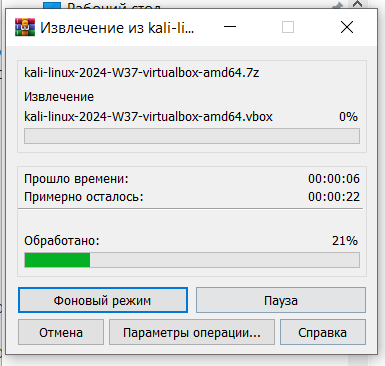 Рабочий стол
Извлечение из kali-li...
kali-linux-2024-W37-virtualbox-amd64.7z
Извлечение
kali-linux-2024-W37-virtualbox-amd64.vbox 0%
Прошло времени: 00:00:06
Примерно осталось: 00:00:22
Обработано: 21%
Фоновый режим Пауза
Отмена Параметры операции... Справка